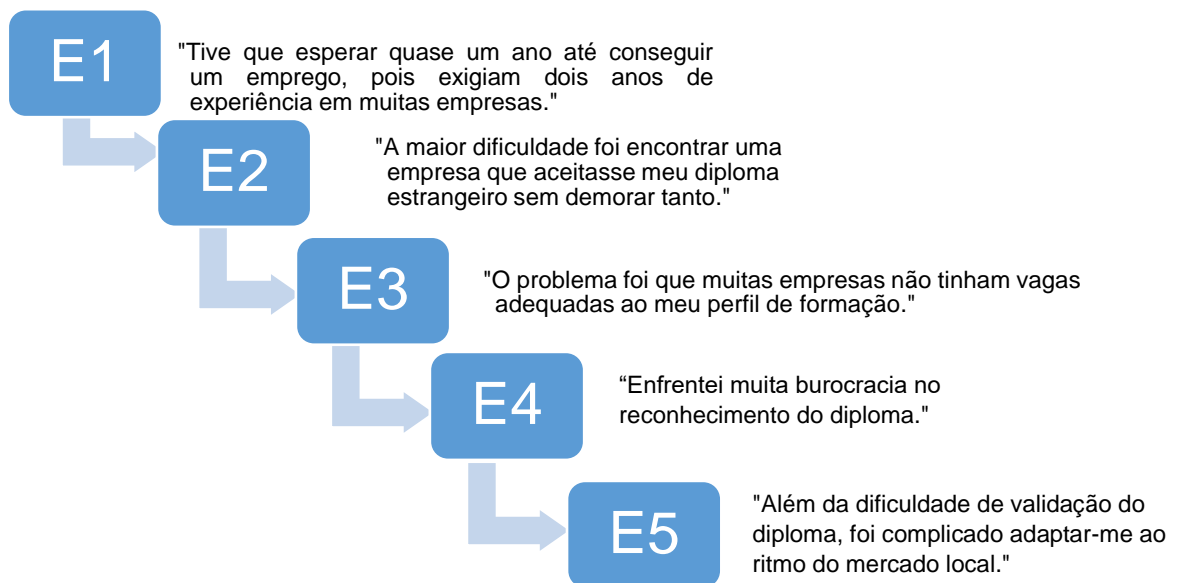 E1
"Tive que esperar quase um ano até conseguir
um emprego, pois exigiam dois anos de
experiência em muitas empresas."
E2
"A maior dificuldade foi encontrar uma
empresa que aceitasse meu diploma
estrangeiro sem demorar tanto."
E3
"O problema foi que muitas empresas não tinham vagas
adequadas ao meu perfil de formação."
E4
“Enfrentei muita burocracia no
reconhecimento do diploma."
E5
"Além da dificuldade de validação do
diploma, foi complicado adaptar-me ao
ritmo do mercado local."